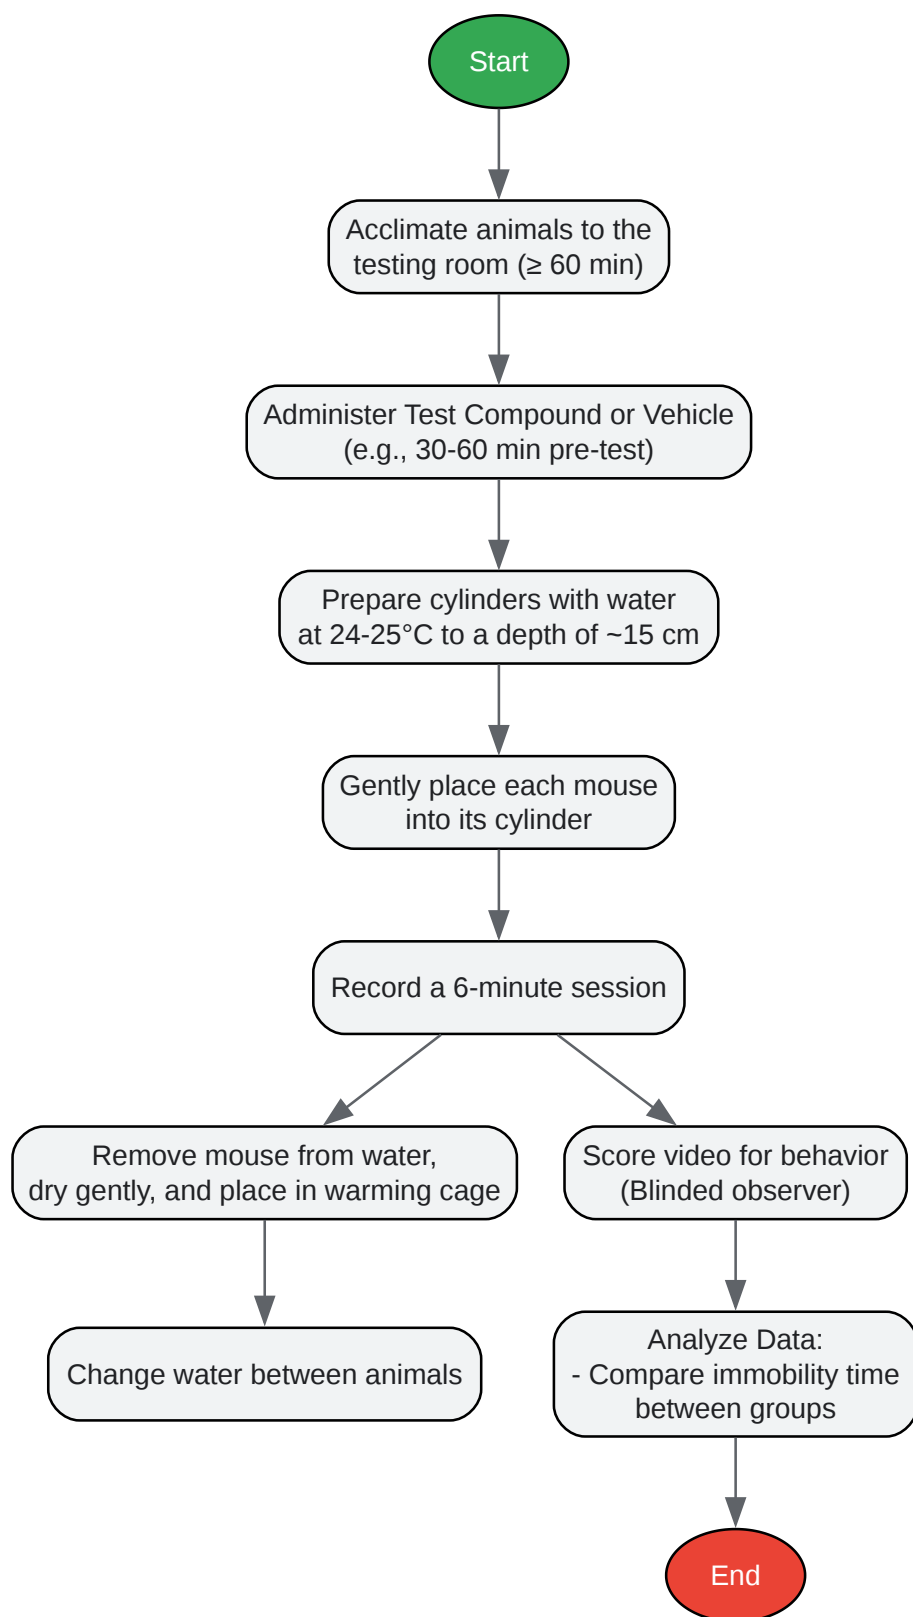 Start
Acclimate animals to the
testing room (≥ 60 min)
Administer Test Compound or Vehicle
(e.g., 30-60 min pre-test)
Prepare cylinders with water
at 24-25°C to a depth of ~15 cm
Gently place each mouse
into its cylinder
Record a 6-minute session
Remove mouse from water,
dry gently, and place in warming cage
Score video for behavior
(Blinded observer)
Change water between animals
Analyze Data:
- Compare immobility time
between groups
End